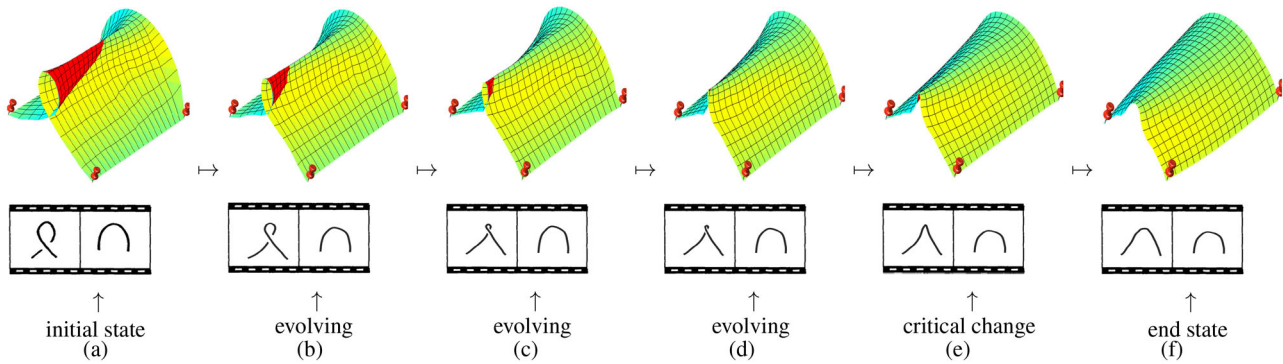 ↦ ↦ ↦ ↦ ↦
↑ ↑ ↑ ↑ ↑ ↑
initial state evolving evolving evolving critical change end state
(a) (b) (c) (d) (e) (f)